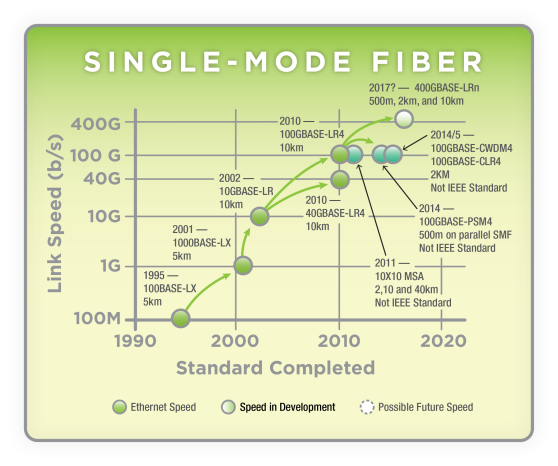 SINGLE-MODE FIBER
2017? — 400GBASE-LRn
500m, 2km, and 10km
400G
2010 —
100GBASE-LR4
10km
2014/5 —
100GBASE-CWDM4
100GBASE-CLR4
2KM
Not IEEE Standard
100 G
40G
2002 —
10GBASE-LR
10km
2010 —
40GBASE-LR4
10km
2014 —
100GBASE-PSM4
500m on parallel SMF
Not IEEE Standard
10G
2001 —
1000BASE-LX
5km
2011 —
10X10 MSA
2,10 and 40km
Not IEEE Standard
1G
1995 —
100BASE-LX
5km
100M
Link Speed (b/s)
1990 2000 2010 2020
Standard Completed
Ethernet Speed Speed in Development Possible Future Speed